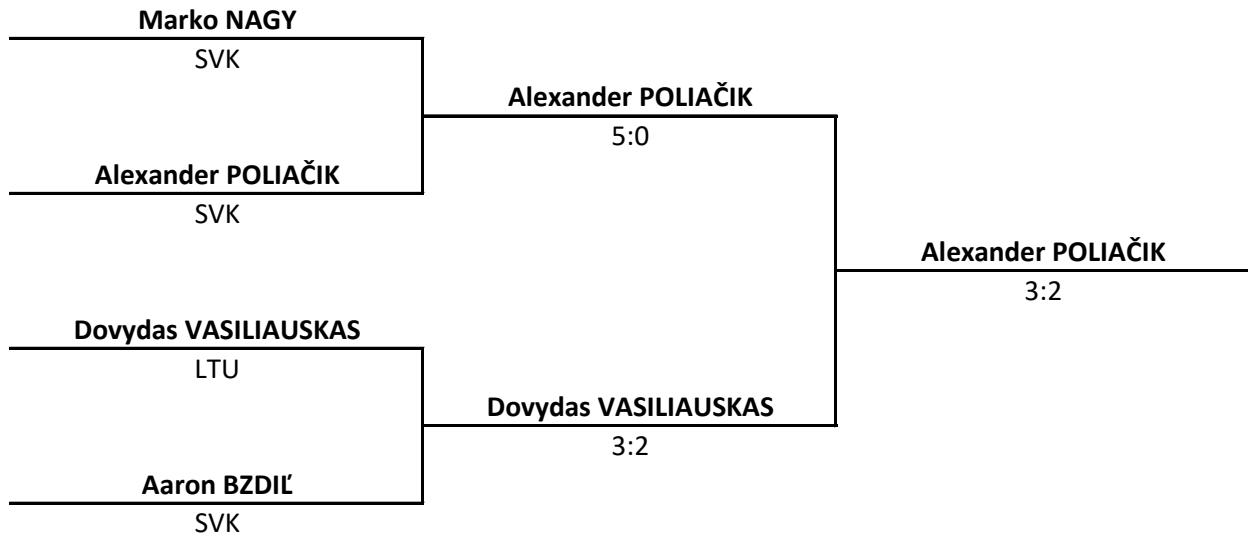 Marko NAGY
SVK
Alexander POLIAČIK
5:0
Alexander POLIAČIK
SVK
Alexander POLIAČIK
3:2
Dovydas VASILIAUSKAS
LTU
Dovydas VASILIAUSKAS
3:2
Aaron BZDIĽ
SVK